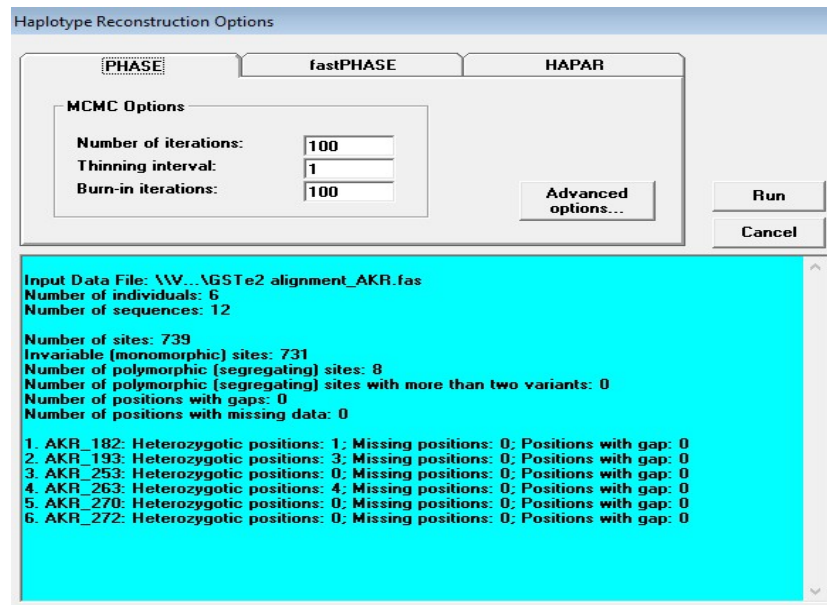 Haplotype Reconstruction Options
PHASE fastPHASE HAPAR
MCMC Options
Number of iterations: 100
Thinning interval: 1
Burn-in iterations: 100
Advanced options...
Run
Cancel
Input Data File: \\V...\GSTe2 alignment_AKR.fas
Number of individuals: 6
Number of sequences: 12
Number of sites: 739
Invariable (monomorphic) sites: 731
Number of polymorphic (segregating) sites: 8
Number of polymorphic (segregating) sites with more than two variants: 0
Number of positions with gaps: 0
Number of positions with missing data: 0
1. AKR_182: Heterozygotic positions: 1; Missing positions: 0; Positions with gap: 0
2. AKR_193: Heterozygotic positions: 3; Missing positions: 0; Positions with gap: 0
3. AKR_253: Heterozygotic positions: 0; Missing positions: 0; Positions with gap: 0
4. AKR_263: Heterozygotic positions: 4; Missing positions: 0; Positions with gap: 0
5. AKR_270: Heterozygotic positions: 0; Missing positions: 0; Positions with gap: 0
6. AKR_272: Heterozygotic positions: 0; Missing positions: 0; Positions with gap: 0